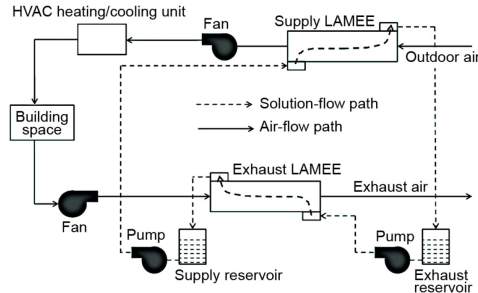 HVAC heating/cooling unit
Fan
Supply LAMEE
Outdoor air
Building
space
Solution-flow path
Air-flow path
Exhaust LAMEE
Exhaust air
Fan
Pump
Supply reservoir
Pump
Exhaust
reservoir